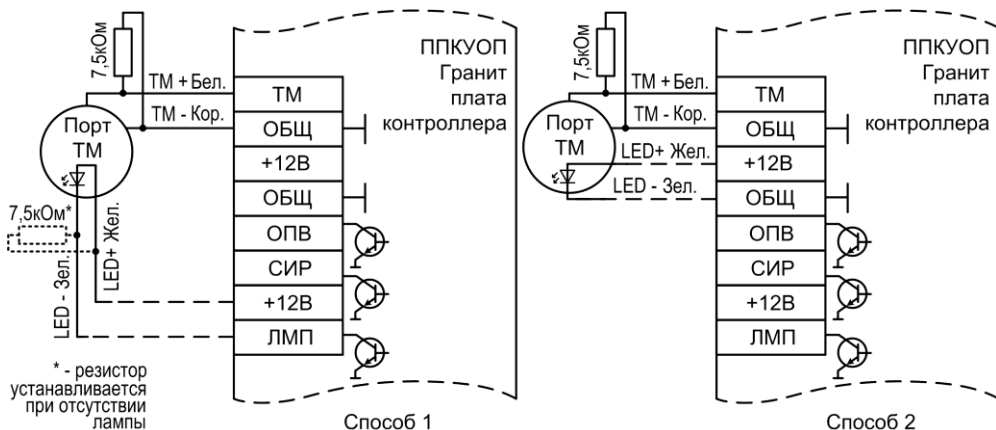 7,5кОм
ТМ + Бел.
ТМ - Кор.
Порт
ТМ
7,5кОм*
LED - Зел.
LED+ Жел.
* - резистор
устанавливается
при отсутствии
лампы
ППКУОП
Гранит
плата
контроллера
ТМ
ОБЩ
+12В
ОБЩ
ОПВ
СИР
+12В
ЛМП
Способ 1
7,5кОм
ТМ + Бел.
ТМ - Кор.
Порт
ТМ
LED+ Жел.
LED - Зел.
ППКУОП
Гранит
плата
контроллера
ТМ
ОБЩ
+12В
ОБЩ
ОПВ
СИР
+12В
ЛМП
Способ 2